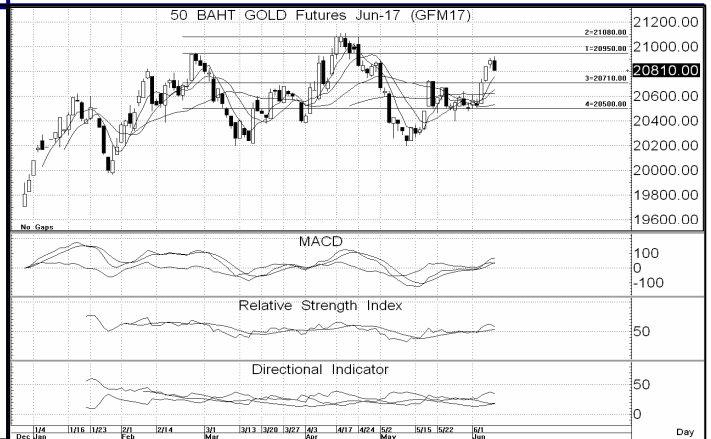 50 BAHT GOLD Futures Jun-17 (GFM17)
21200.00
2=21080.00
21000.00
1=20950.00
20810.00
3=20710.00
20600.00
4=20500.00
20400.00
20200.00
20000.00
19800.00
19600.00
No Gaps
MACD
100
0
-100
Relative Strength Index
50
Directional Indicator
50
0
1/4 1/16 1/23 2/1 2/14 3/1 3/13 3/20 3/27 4/3 4/17 4/24 5/2 5/15 5/22 6/1
Dec Jan Feb Mar Apr May Jun Day